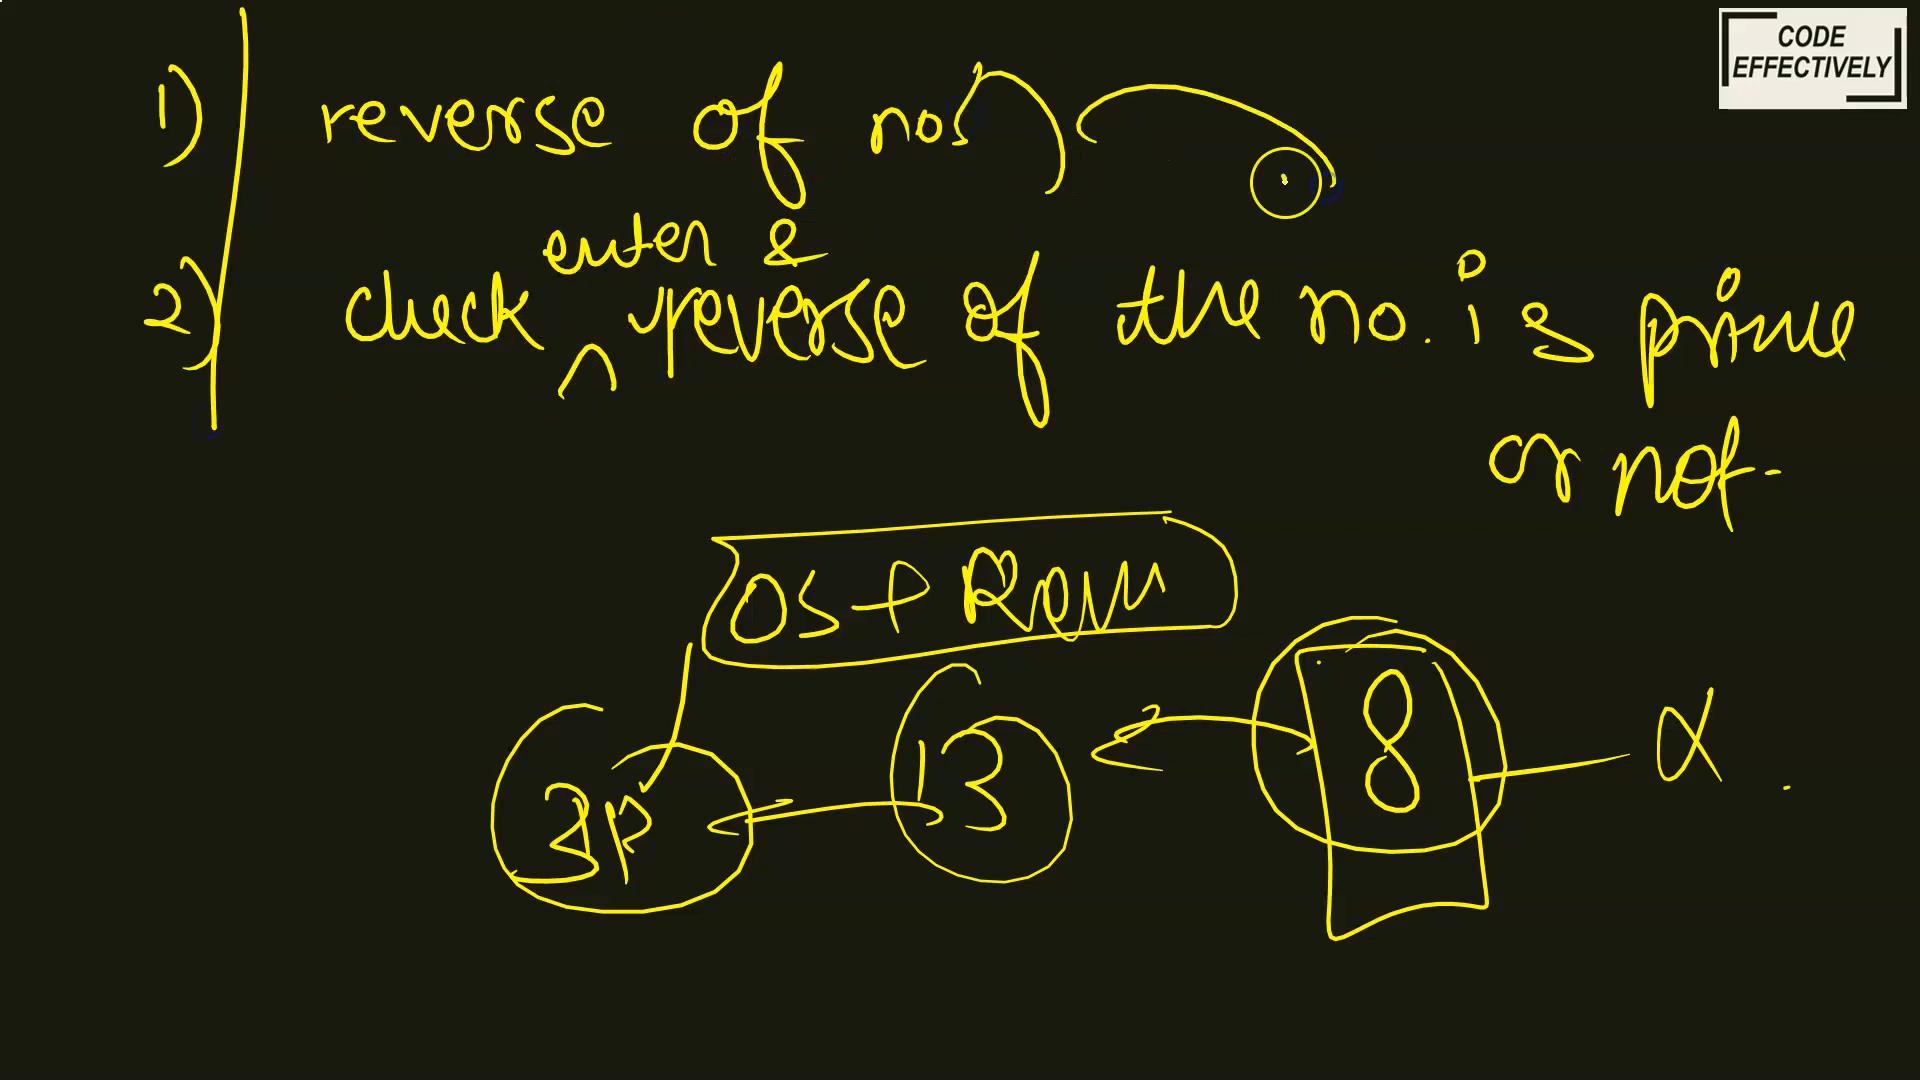 CODE
EFFECTIVELY
1) reverse of nos
enter &
2) check reverse of the no. is prime
or not.
OS + Rem
3P 13 8 α